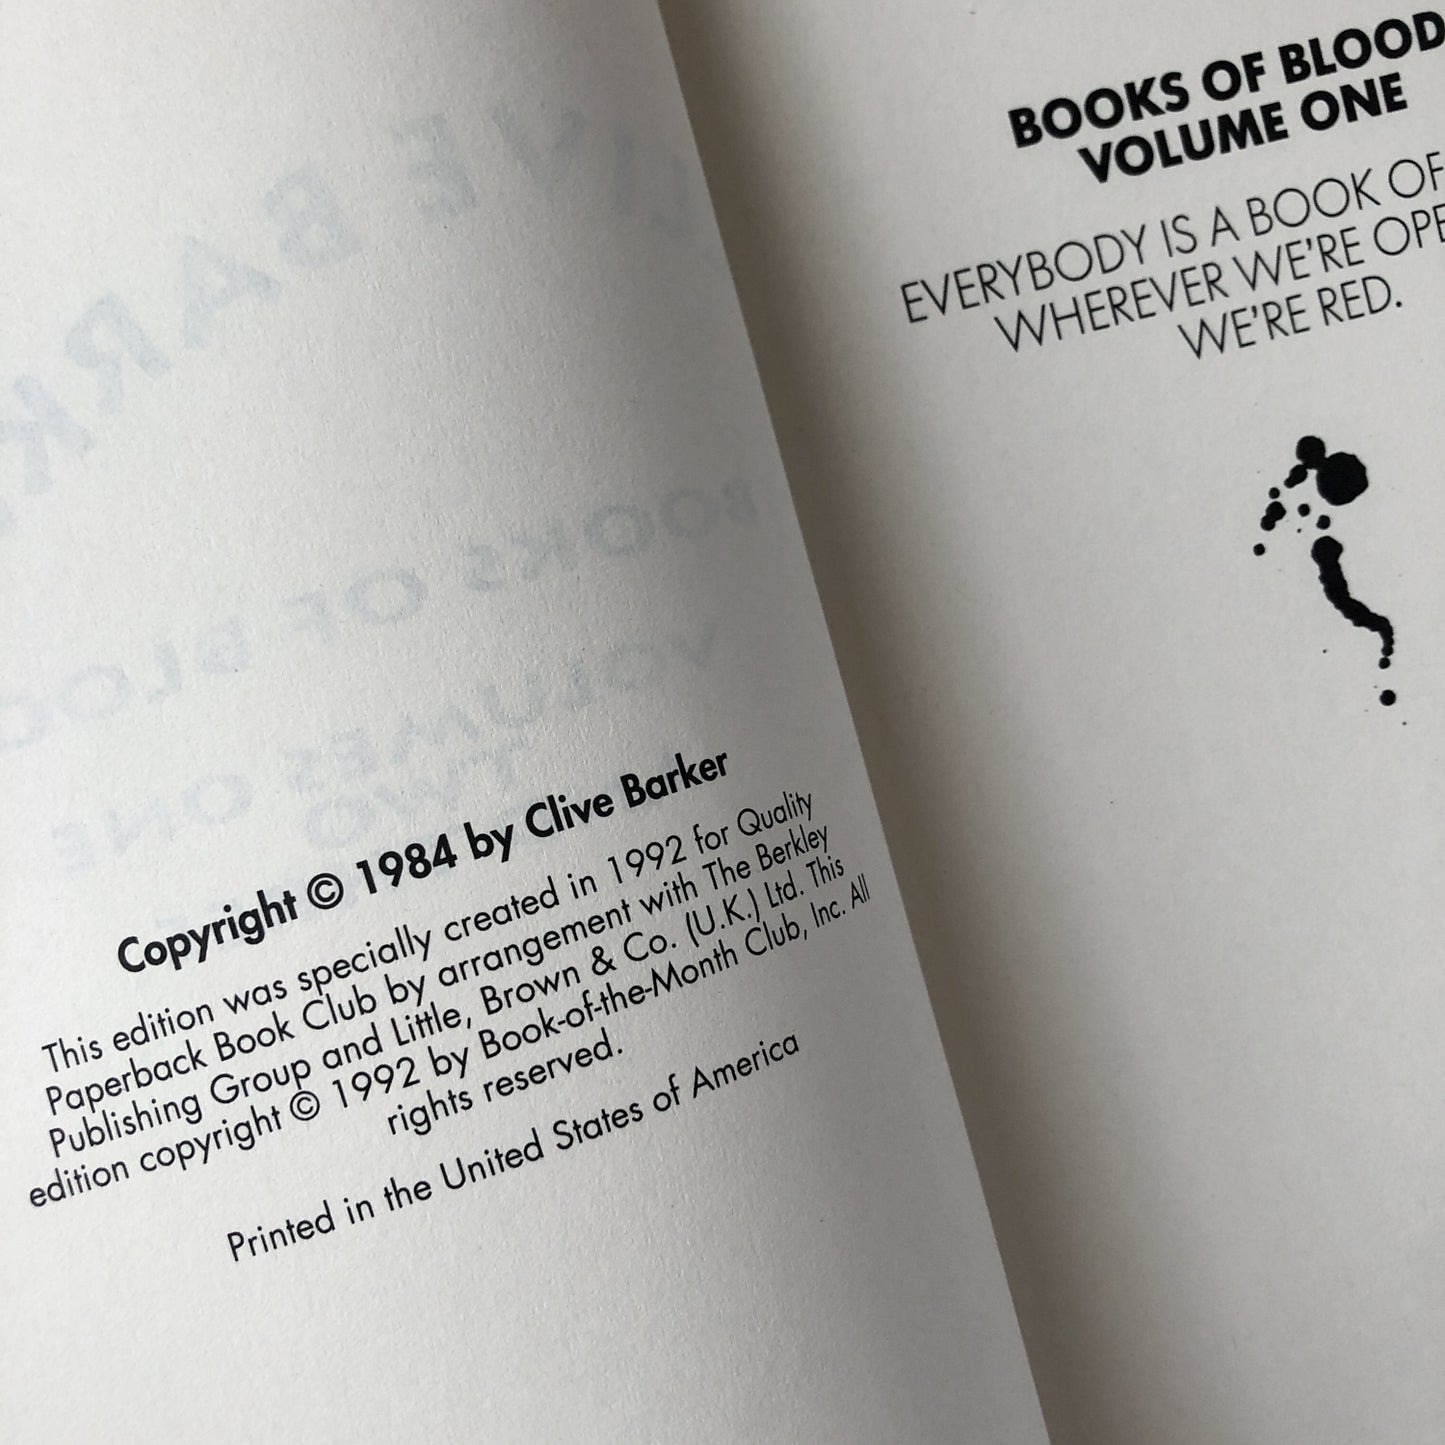 Copyright © 1984 by Clive Barker
This edition was specially created in 1992 for Quality
Paperback Book Club by arrangement with The Berkley
Publishing Group and Little, Brown & Co. (U.K.) Ltd. This
edition copyright © 1992 by Book-of-the-Month Club, Inc. All
rights reserved.
Printed in the United States of America
BOOKS OF BLOOD
VOLUME ONE
EVERYBODY IS A BOOK OF
WHEREVER WE'RE OPE
WE'RE RED.